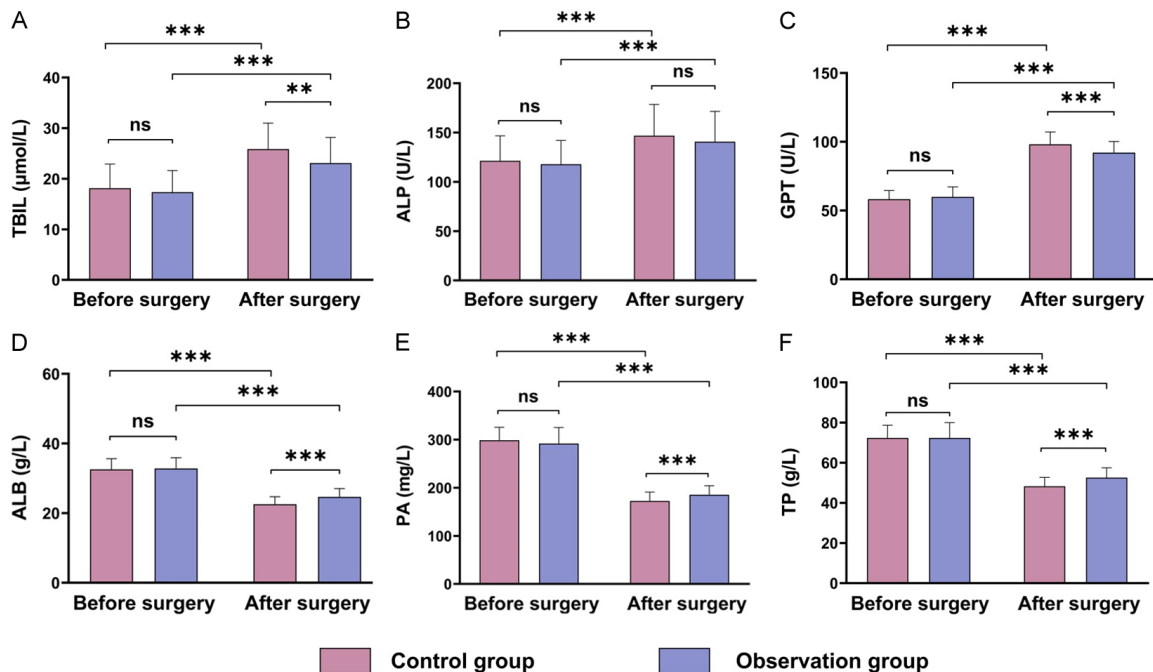 A
***
***
**
ns
TBIL (μmol/L)
40
30
20
10
0
Before surgery
After surgery
B
***
***
ns
ns
ALP (U/L)
200
150
100
50
0
Before surgery
After surgery
C
***
***
***
ns
GPT (U/L)
150
100
50
0
Before surgery
After surgery
D
***
***
ns
***
ALB (g/L)
60
40
20
0
Before surgery
After surgery
E
***
***
ns
***
PA (mg/L)
400
300
200
100
0
Before surgery
After surgery
F
***
***
ns
***
TP (g/L)
100
80
60
40
20
0
Before surgery
After surgery
Control group
Observation group